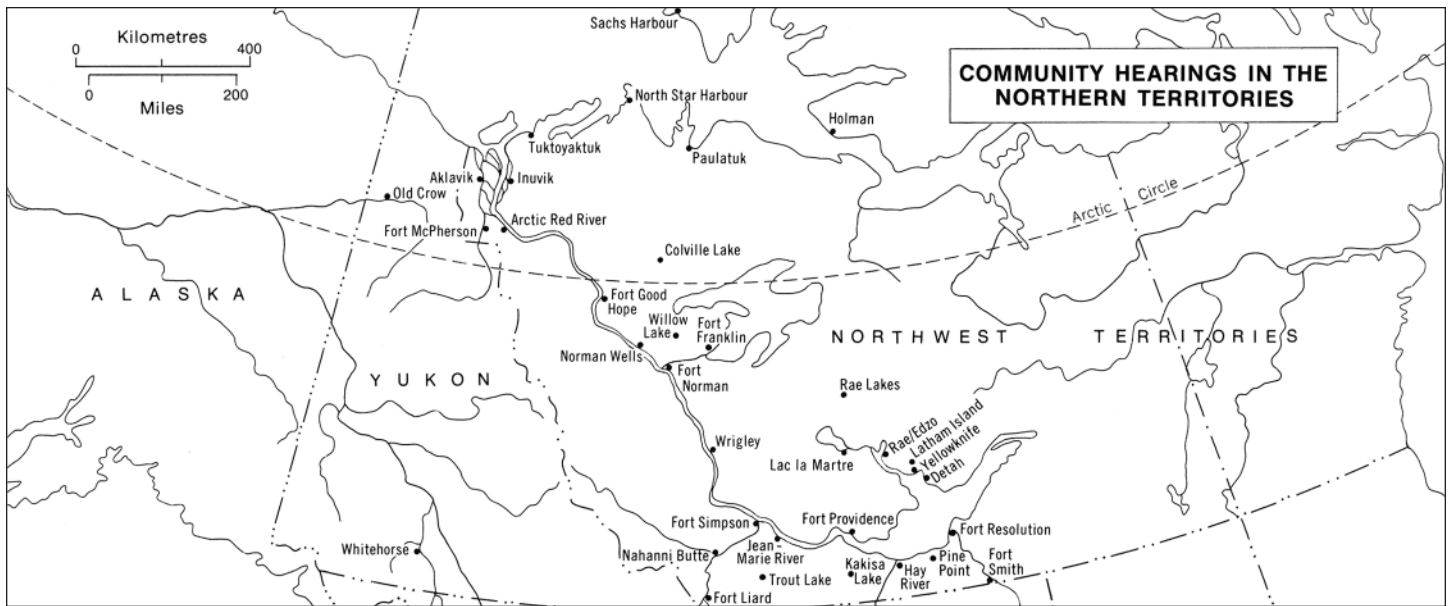 Kilometres
0 400
0 200
Miles
COMMUNITY HEARINGS IN THE
NORTHERN TERRITORIES
Sachs Harbour
North Star Harbour
Holman
Tuktoyaktuk
Paulatuk
Aklavik
Inuvik
Old Crow
Arctic Circle
Arctic Red River
Fort McPherson
Colville Lake
ALASKA
Fort Good
Hope
Willow
Lake
Fort
Franklin
NORTHWEST TERRITORIES
Norman Wells
Fort
Norman
YUKON
Rae Lakes
Rae/Edzo
Latham Island
Yellowknife
Detah
Wrigley
Lac la Martre
Fort Simpson
Fort Providence
Fort Resolution
Whitehorse
Nahanni Butte
Jean-
Marie River
Trout Lake
Kakisa
Lake
Hay
River
Pine
Point
Fort
Smith
Fort Liard